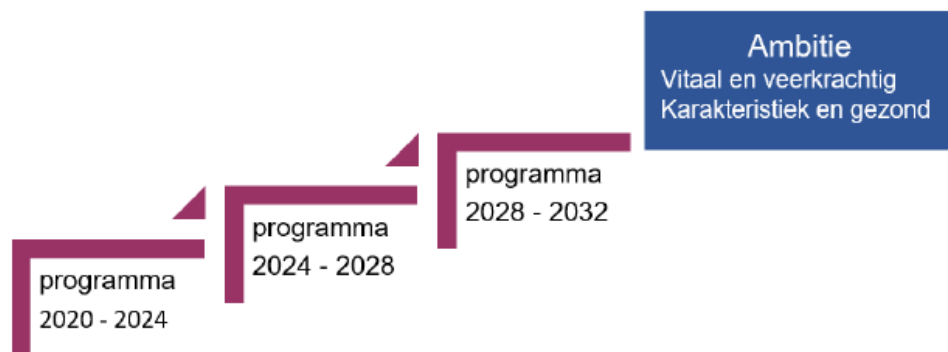 Ambitie
Vitaal en veerkrachtig
Karakteristiek en gezond
programma
2028 - 2032
programma
2024 - 2028
programma
2020 - 2024